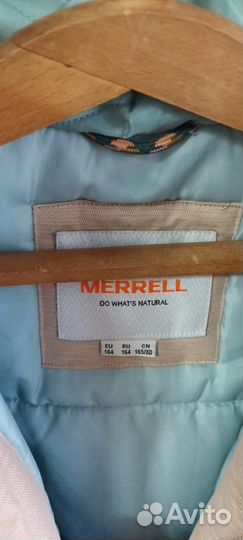 MERRELL
DO WHAT'S NATURAL
EU RU CN
164 164 165/80
Avito